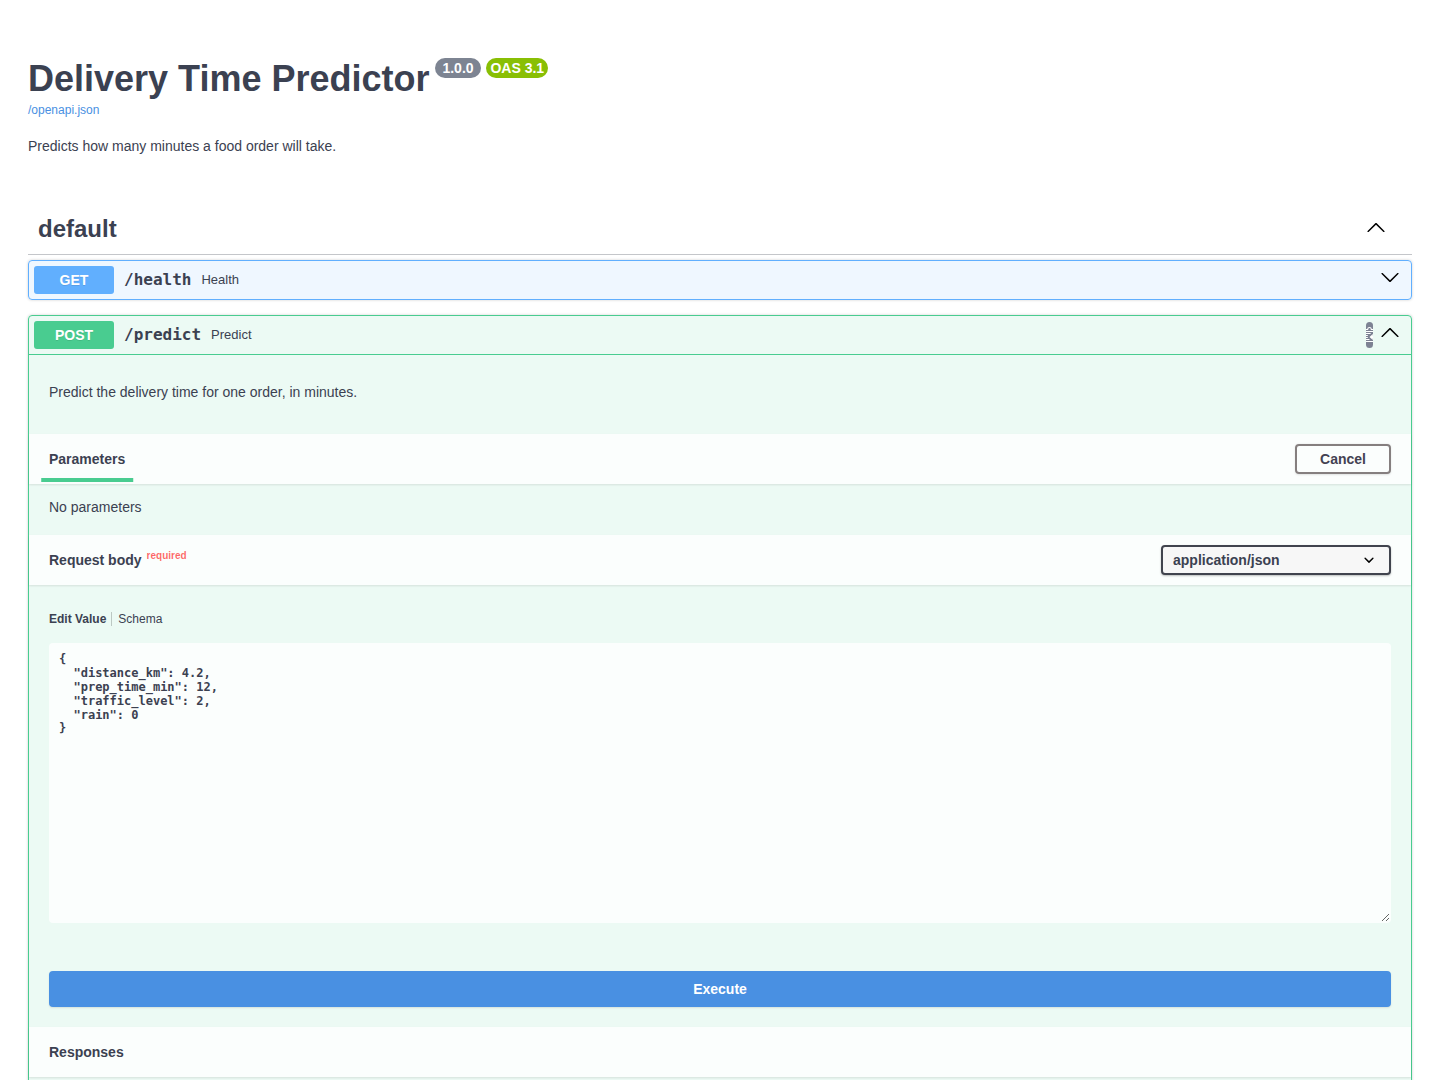 Delivery Time Predictor 1.0.0 OAS 3.1
/openapi.json
Predicts how many minutes a food order will take.
default
GET /health Health
POST /predict Predict
Predict the delivery time for one order, in minutes.
Parameters
Cancel
No parameters
Request body required
application/json
Edit Value Schema
{
  "distance_km": 4.2,
  "prep_time_min": 12,
  "traffic_level": 2,
  "rain": 0
}
Execute
Responses